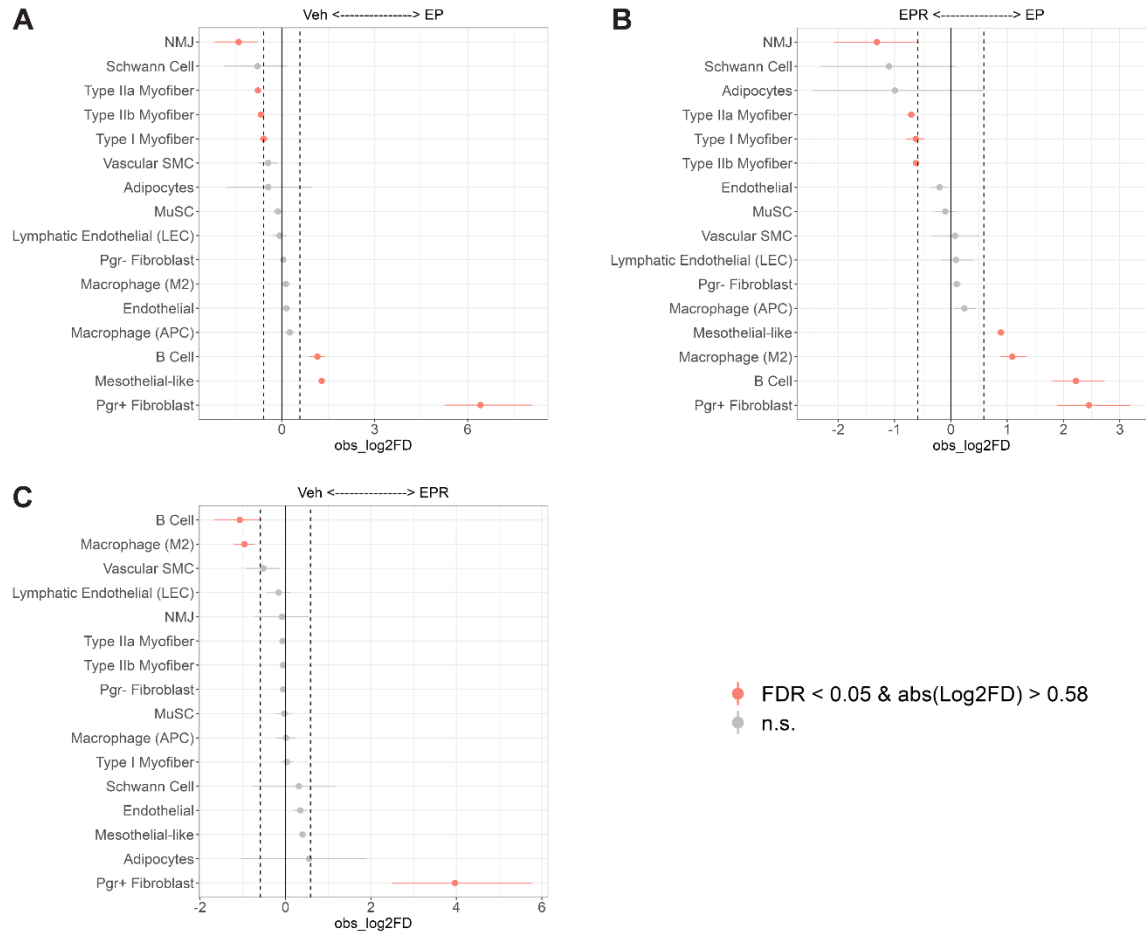 A
Veh <---------------> EP
NMJ
Schwann Cell
Type IIa Myofiber
Type IIb Myofiber
Type I Myofiber
Vascular SMC
Adipocytes
MuSC
Lymphatic Endothelial (LEC)
Pgr- Fibroblast
Macrophage (M2)
Endothelial
Macrophage (APC)
B Cell
Mesothelial-like
Pgr+ Fibroblast
0 3 6
obs_log2FD
B
EPR <---------------> EP
NMJ
Schwann Cell
Adipocytes
Type IIa Myofiber
Type I Myofiber
Type IIb Myofiber
Endothelial
MuSC
Vascular SMC
Lymphatic Endothelial (LEC)
Pgr- Fibroblast
Macrophage (APC)
Mesothelial-like
Macrophage (M2)
B Cell
Pgr+ Fibroblast
-2 -1 0 1 2 3
obs_log2FD
C
Veh <---------------> EPR
B Cell
Macrophage (M2)
Vascular SMC
Lymphatic Endothelial (LEC)
NMJ
Type IIa Myofiber
Type IIb Myofiber
Pgr- Fibroblast
MuSC
Macrophage (APC)
Type I Myofiber
Schwann Cell
Endothelial
Mesothelial-like
Adipocytes
Pgr+ Fibroblast
-2 0 2 4 6
obs_log2FD
FDR < 0.05 & abs(Log2FD) > 0.58
n.s.